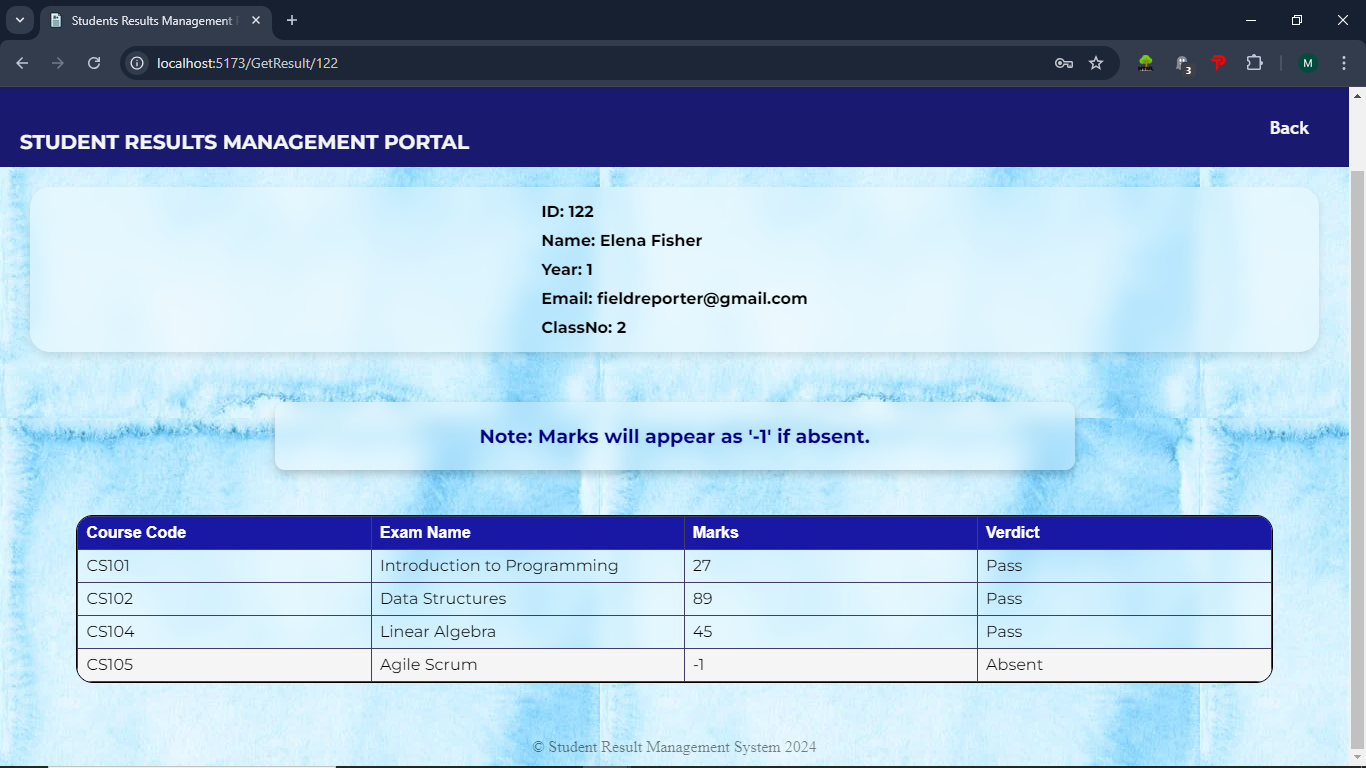 Students Results Management
localhost:5173/GetResult/122
3
M
STUDENT RESULTS MANAGEMENT PORTAL
Back
ID: 122
Name: Elena Fisher
Year: 1
Email: fieldreporter@gmail.com
ClassNo: 2
Note: Marks will appear as '-1' if absent.
Course Code Exam Name Marks Verdict
CS101 Introduction to Programming 27 Pass
CS102 Data Structures 89 Pass
CS104 Linear Algebra 45 Pass
CS105 Agile Scrum -1 Absent
© Student Result Management System 2024